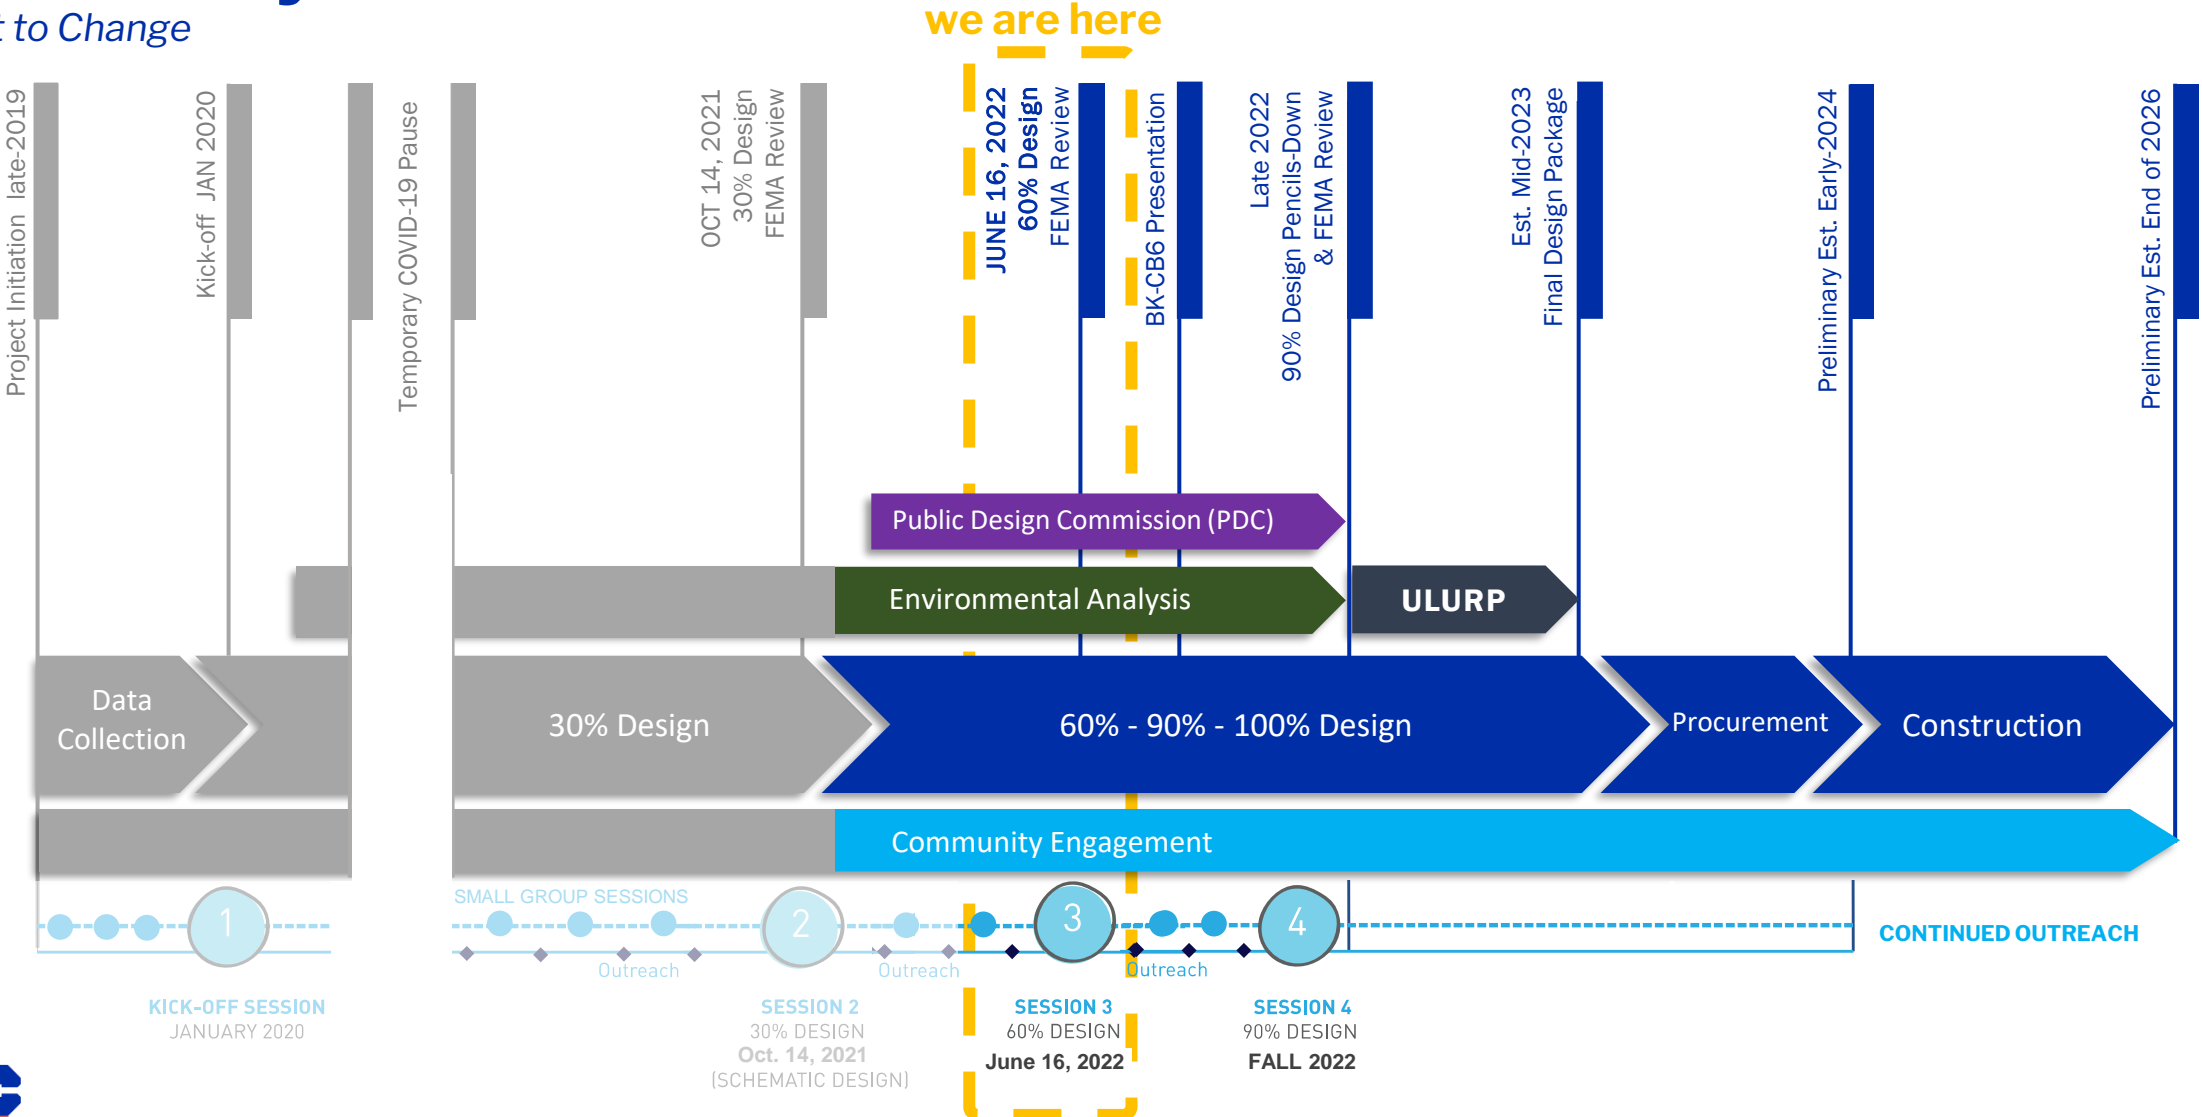 t to Change
we are here
Project Initiation late-2019
Kick-off JAN 2020
Temporary COVID-19 Pause
OCT 14, 2021
30% Design
FEMA Review
JUNE 16, 2022
60% Design
FEMA Review
BK-CB6 Presentation
Late 2022
90% Design Pencils-Down
& FEMA Review
Est. Mid-2023
Final Design Package
Preliminary Est. Early-2024
Preliminary Est. End of 2026
Public Design Commission (PDC)
Environmental Analysis
ULURP
Data
Collection
30% Design
60% - 90% - 100% Design
Procurement
Construction
Community Engagement
SMALL GROUP SESSIONS
1
2
3
4
CONTINUED OUTREACH
Outreach
Outreach
Outreach
KICK-OFF SESSION
JANUARY 2020
SESSION 2
30% DESIGN
Oct. 14, 2021
(SCHEMATIC DESIGN)
SESSION 3
60% DESIGN
June 16, 2022
SESSION 4
90% DESIGN
FALL 2022